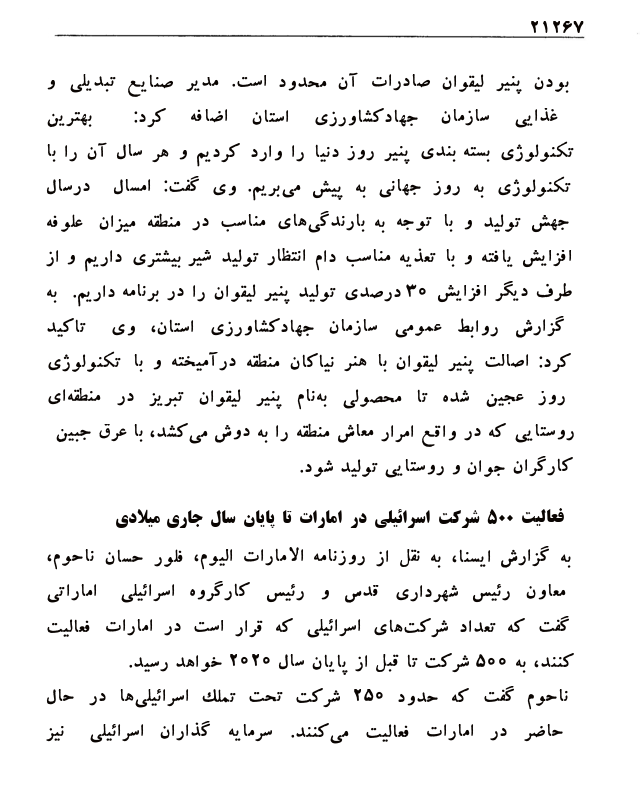 ۲۱۲۶۷
بودن پنیر لیقوان صادرات آن محدود است. مدیر صنایع تبدیلی و
غذایی سازمان جهادکشاورزی استان اضافه کرد: بهترین
تکنولوژی بسته بندی پنیر روز دنیا را وارد کردیم و هر سال آن را با
تکنولوژی به روز جهانی به پیش می‌بریم. وی گفت: امسال درسال
جهش تولید و با توجه به بارندگی‌های مناسب در منطقه میزان علوفه
افزایش یافته و با تعذیه مناسب دام انتظار تولید شیر بیشتری داریم و از
طرف دیگر افزایش ۳۰ درصدی تولید پنیر لیقوان را در برنامه داریم. به
گزارش روابط عمومی سازمان جهادکشاورزی استان، وی تاکید
کرد: اصالت پنیر لیقوان با هنر نیاکان منطقه درآمیخته و با تکنولوژی
روز عجین شده تا محصولی به‌نام پنیر لیقوان تبریز در منطقه‌ای
روستایی که در واقع امرار معاش منطقه را به دوش می‌کشد، با عرق جبین
کارگران جوان و روستایی تولید شود.
فعالیت ۵۰۰ شرکت اسرائیلی در امارات تا پایان سال جاری میلادی
به گزارش ایسنا، به نقل از روزنامه الامارات الیوم، فلور حسان ناحوم،
معاون رئیس شهرداری قدس و رئیس کارگروه اسرائیلی اماراتی
گفت که تعداد شرکت‌های اسرائیلی که قرار است در امارات فعالیت
کنند، به ۵۰۰ شرکت تا قبل از پایان سال ۲۰۲۰ خواهد رسید.
ناحوم گفت که حدود ۲۵۰ شرکت تحت تملك اسرائیلی‌ها در حال
حاضر در امارات فعالیت می‌کنند. سرمایه گذاران اسرائیلی نیز